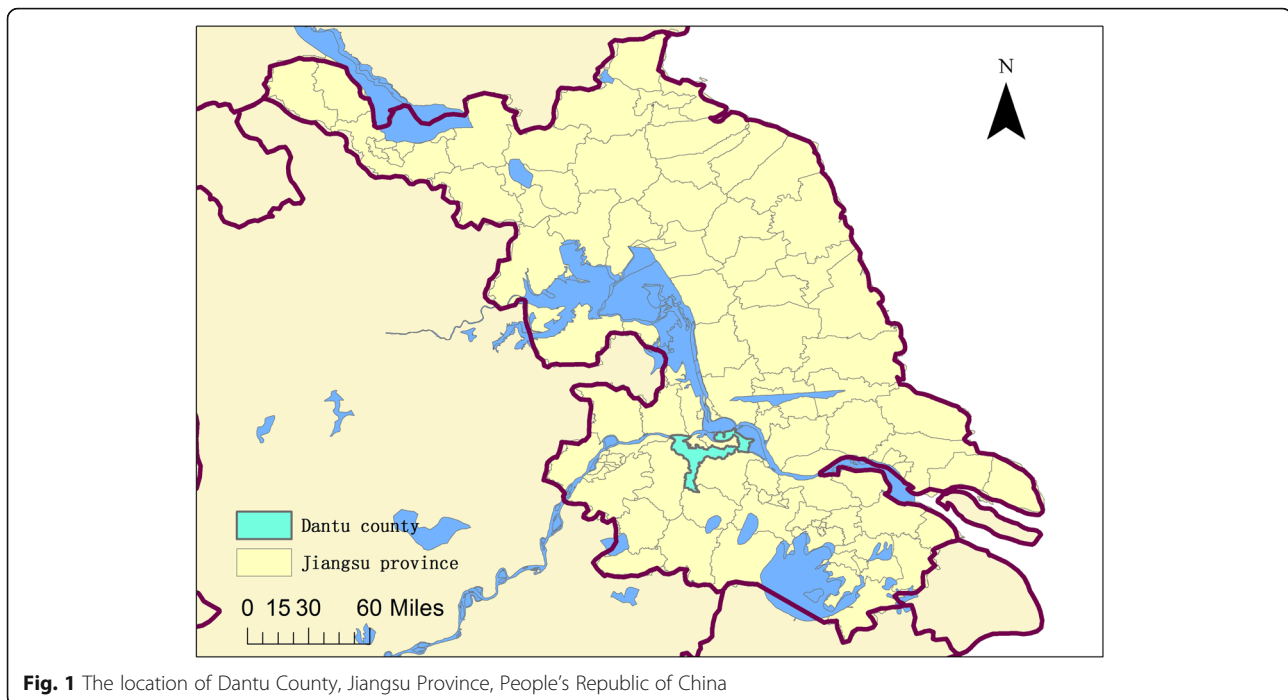 N
Dantu county
Jiangsu province
0 15 30 60 Miles
Fig. 1 The location of Dantu County, Jiangsu Province, People's Republic of China